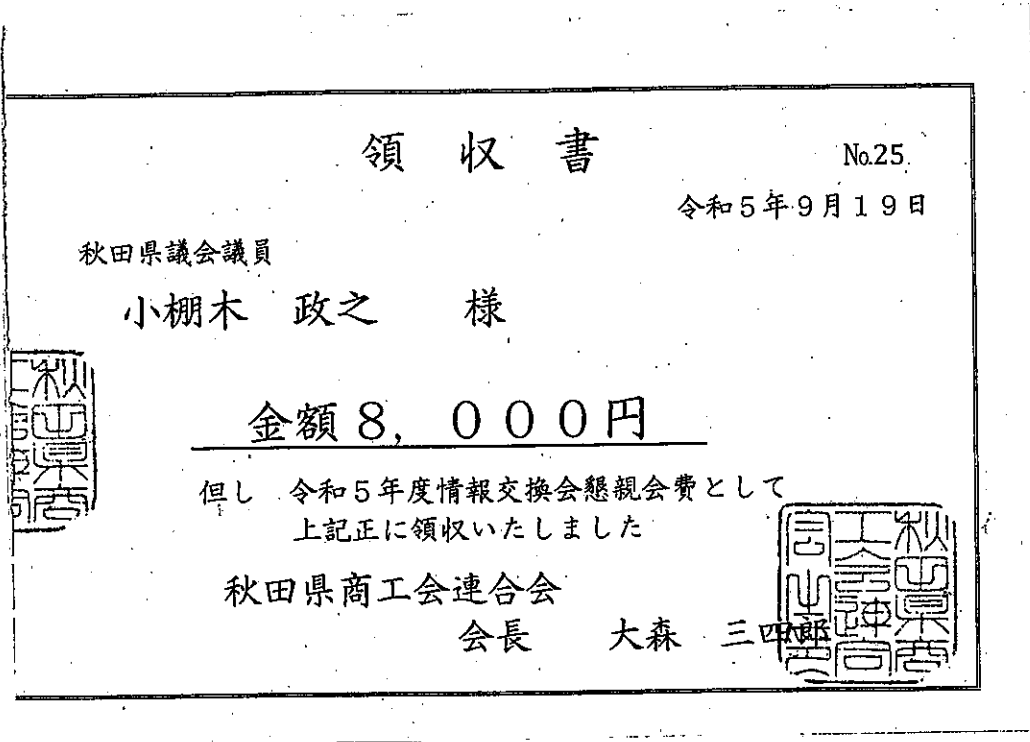 領 収 書
No.25
令和5年9月19日
秋田県議会議員
小棚木 政之 様
金額8,000円
但し 令和5年度情報交換会懇親会費として
上記正に領収いたしました
秋田県商工会連合会
会長 大森 三四郎